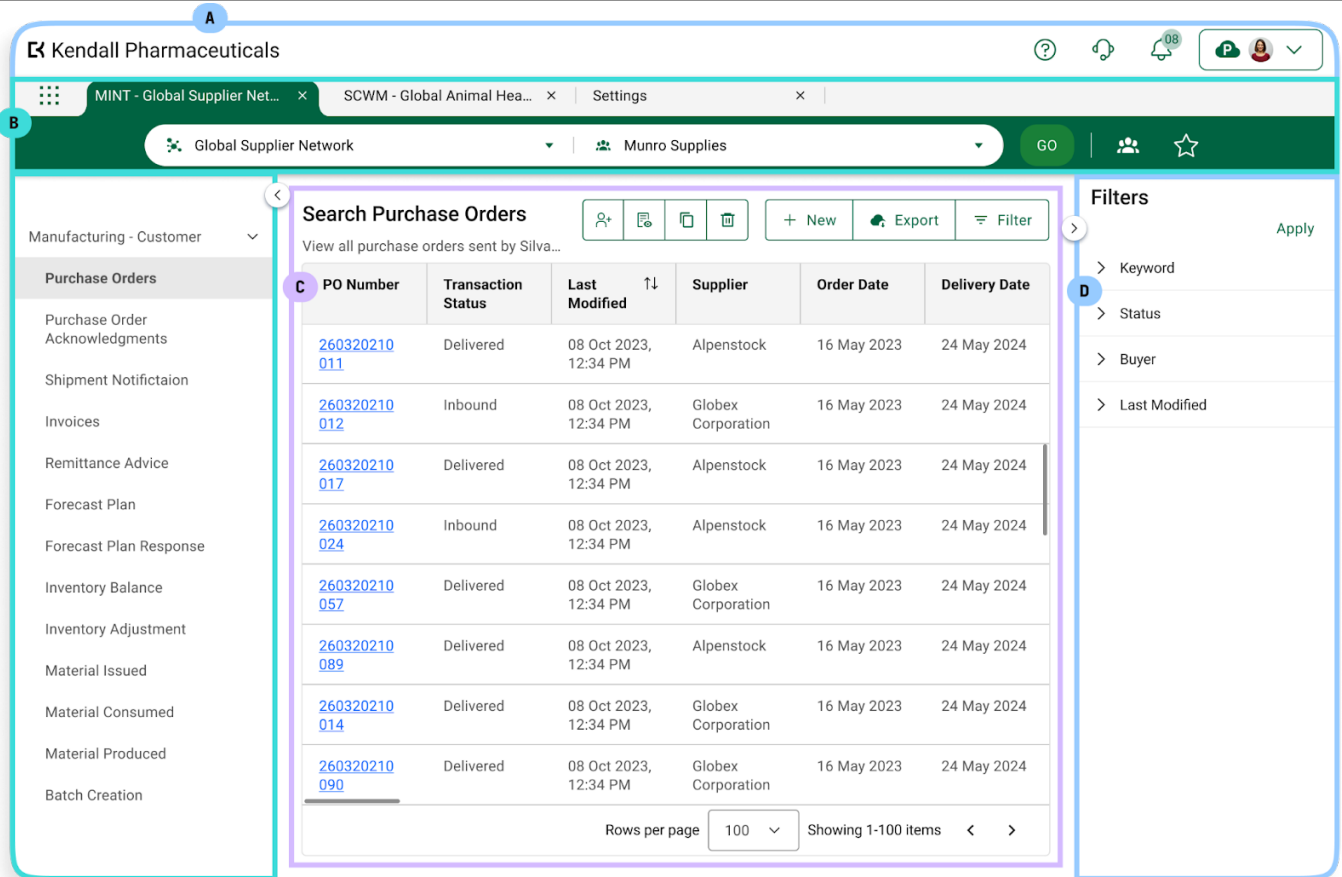 A
Kendall Pharmaceuticals
08
P
MINT - Global Supplier Net...
SCWM - Global Animal Hea...
Settings
B
Global Supplier Network
Munro Supplies
GO
Manufacturing - Customer
Purchase Orders
Purchase Order
Acknowledgments
Shipment Notifictaion
Invoices
Remittance Advice
Forecast Plan
Forecast Plan Response
Inventory Balance
Inventory Adjustment
Material Issued
Material Consumed
Material Produced
Batch Creation
Search Purchase Orders
View all purchase orders sent by Silva...
New
Export
Filter
C
PO Number Transaction Last Supplier Order Date Delivery Date
Status Modified
260320210 Delivered 08 Oct 2023, Alpenstock 16 May 2023 24 May 2024
011 12:34 PM
260320210 Inbound 08 Oct 2023, Globex 16 May 2023 24 May 2024
012 12:34 PM Corporation
260320210 Delivered 08 Oct 2023, Alpenstock 16 May 2023 24 May 2024
017 12:34 PM
260320210 Inbound 08 Oct 2023, Alpenstock 16 May 2023 24 May 2024
024 12:34 PM
260320210 Delivered 08 Oct 2023, Globex 16 May 2023 24 May 2024
057 12:34 PM Corporation
260320210 Delivered 08 Oct 2023, Alpenstock 16 May 2023 24 May 2024
089 12:34 PM
260320210 Delivered 08 Oct 2023, Globex 16 May 2023 24 May 2024
014 12:34 PM Corporation
260320210 Delivered 08 Oct 2023, Globex 16 May 2023 24 May 2024
090 12:34 PM Corporation
Rows per page 100 Showing 1-100 items
Filters
Apply
D
Keyword
Status
Buyer
Last Modified